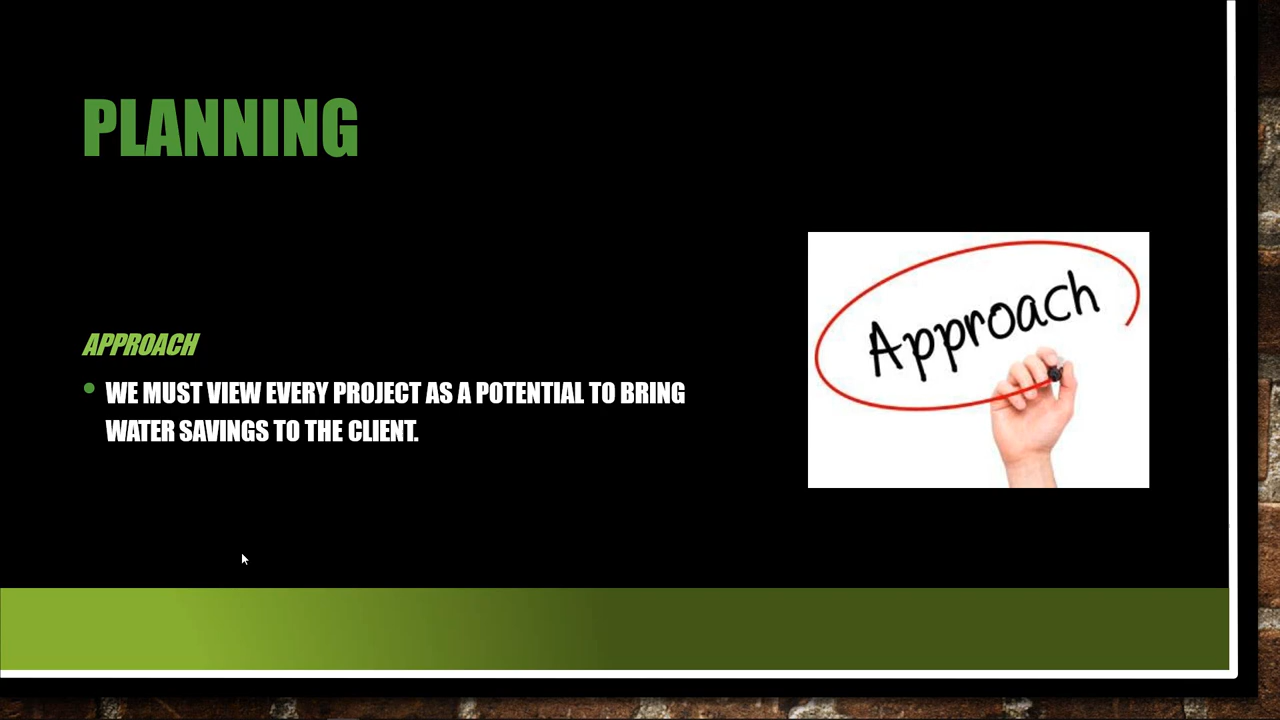 PLANNING
APPROACH
• WE MUST VIEW EVERY PROJECT AS A POTENTIAL TO BRING
WATER SAVINGS TO THE CLIENT.
Approach